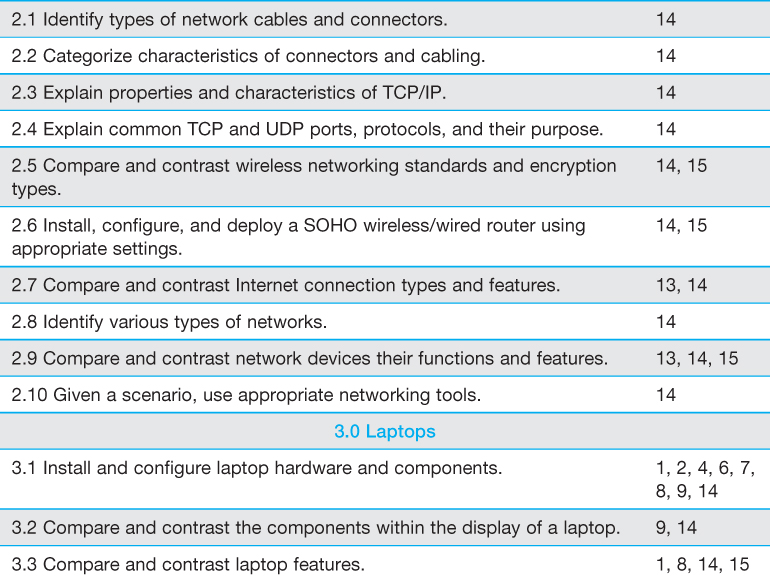 2.1 Identify types of network cables and connectors. 14
2.2 Categorize characteristics of connectors and cabling. 14
2.3 Explain properties and characteristics of TCP/IP. 14
2.4 Explain common TCP and UDP ports, protocols, and their purpose. 14
2.5 Compare and contrast wireless networking standards and encryption 14, 15
types.
2.6 Install, configure, and deploy a SOHO wireless/wired router using 14, 15
appropriate settings.
2.7 Compare and contrast Internet connection types and features. 13, 14
2.8 Identify various types of networks. 14
2.9 Compare and contrast network devices their functions and features. 13, 14, 15
2.10 Given a scenario, use appropriate networking tools. 14
3.0 Laptops
3.1 Install and configure laptop hardware and components. 1, 2, 4, 6, 7,
8, 9, 14
3.2 Compare and contrast the components within the display of a laptop. 9, 14
3.3 Compare and contrast laptop features. 1, 8, 14, 15